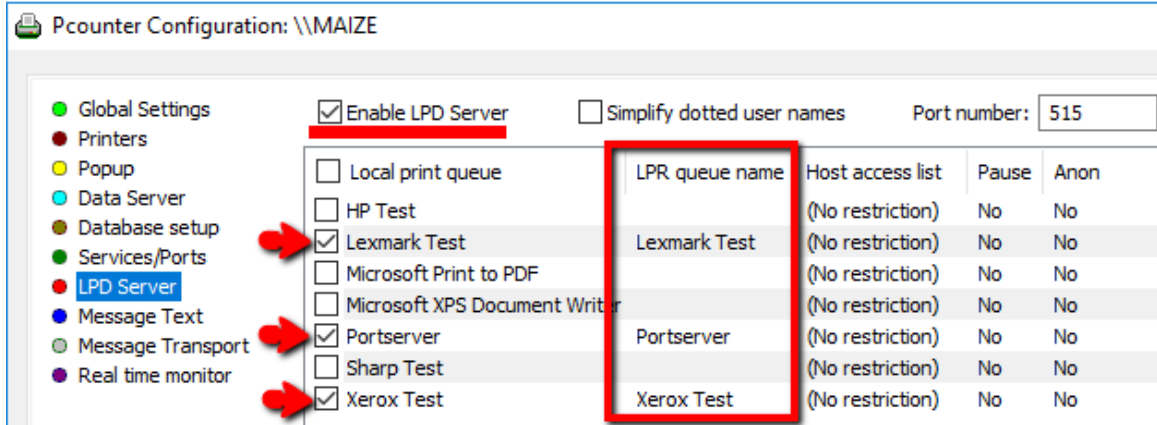 Pcounter Configuration: \\MAIZE
Global Settings
Printers
Popup
Data Server
Database setup
Services/Ports
LPD Server
Message Text
Message Transport
Real time monitor
Enable LPD Server Simplify dotted user names Port number: 515
Local print queue LPR queue name Host access list Pause Anon
HP Test (No restriction) No No
Lexmark Test Lexmark Test (No restriction) No No
Microsoft Print to PDF (No restriction) No No
Microsoft XPS Document Writer (No restriction) No No
Portserver Portserver (No restriction) No No
Sharp Test (No restriction) No No
Xerox Test Xerox Test (No restriction) No No